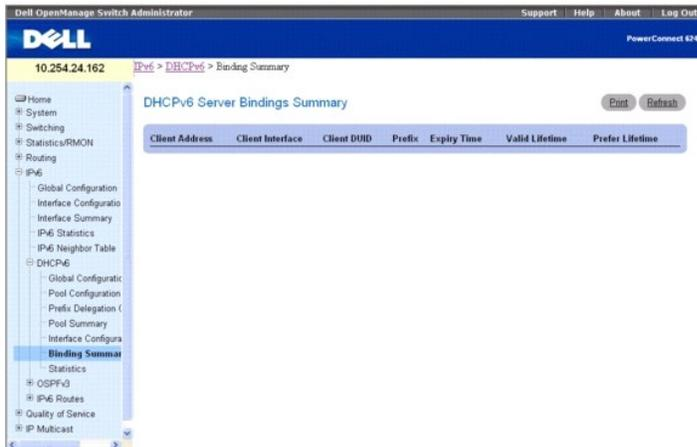 Dell OpenManage Switch Administrator Support Help About Log Out
DELL
PowerConnect 624
10.254.24.162
IPv6 > DHCPv6 > Binding Summary
Home
System
Switching
Statistics/RMON
Routing
IPv6
Global Configuration
Interface Configuratio
Interface Summary
IPv6 Statistics
IPv6 Neighbor Table
DHCPv6
Global Configuratic
Pool Configuration
Prefix Delegation (
Pool Summary
Interface Configura
Binding Summar
Statistics
OSPFv3
IPv6 Routes
Quality of Service
IP Multicast
DHCPv6 Server Bindings Summary
Print Refresh
Client Address Client Interface Client DUID Prefix Expiry Time Valid Lifetime Prefer Lifetime